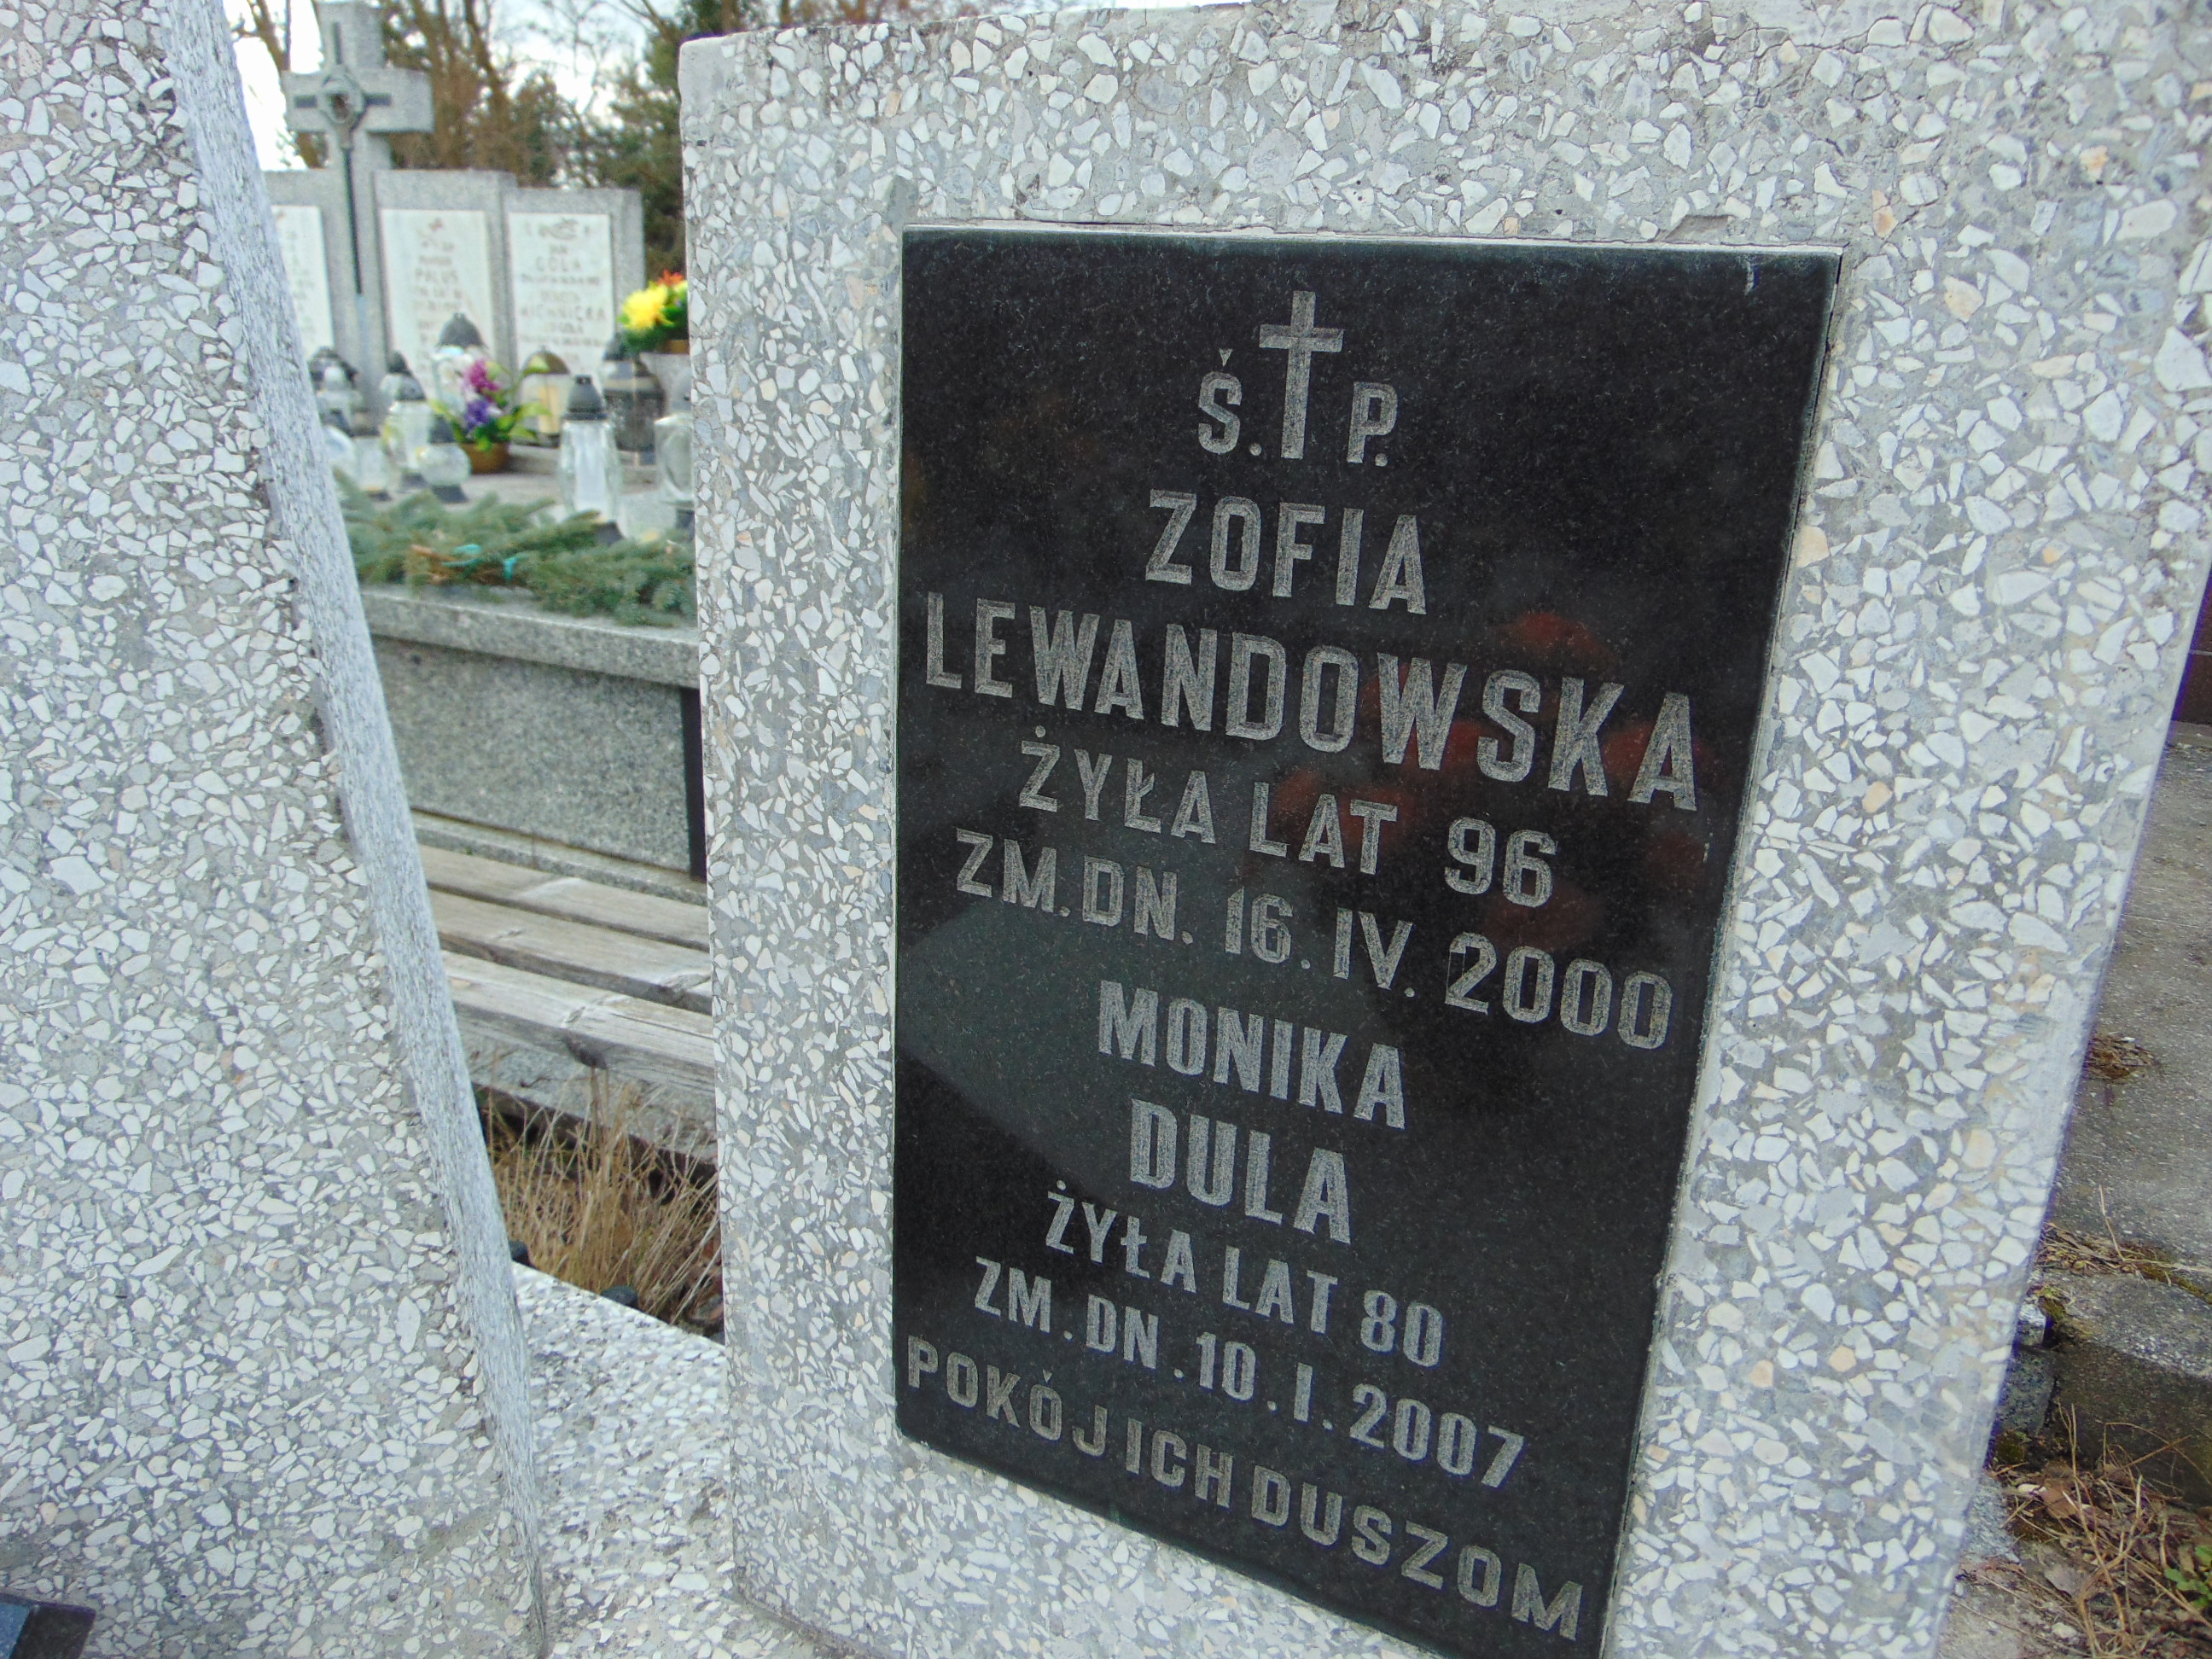 Ś. P.
ZOFIA
LEWANDOWSKA
ŻYŁA LAT 96
ZM. DN. 16. IV. 2000
MONIKA
DULA
ŻYŁA LAT 80
ZM. DN. 10. I. 2007
POKÓJ ICH DUSZOM